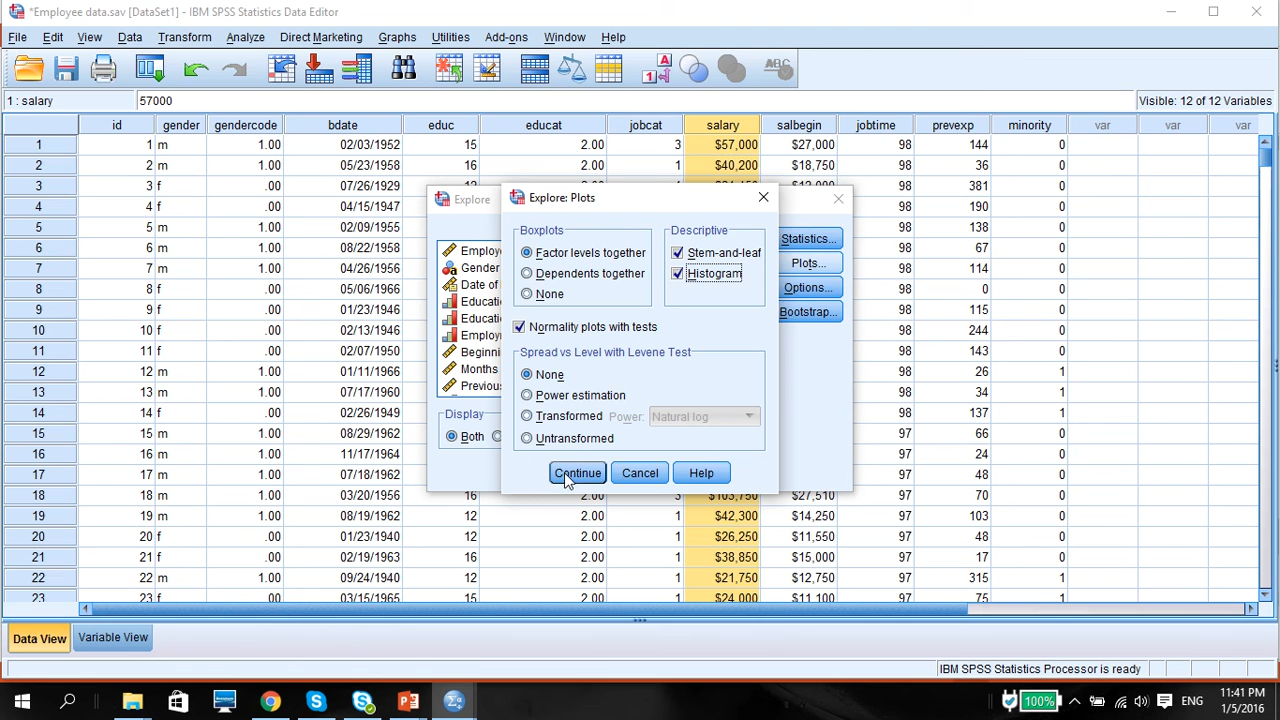 *Employee data.sav [DataSet1] - IBM SPSS Statistics Data Editor
File Edit View Data Transform Analyze Direct Marketing Graphs Utilities Add-ons Window Help
1 : salary 57000 Visible: 12 of 12 Variables
id gender gendercode bdate educ educat jobcat salary salbegin jobtime prevexp minority var var var
1 1 m 1.00 02/03/1952 15 2.00 3 $57,000 $27,000 98 144 0
2 2 m 1.00 05/23/1958 16 2.00 1 $40,200 $18,750 98 36 0
3 3 f .00 07/26/1929 98 381 0
4 4 f .00 04/15/1947 98 190 0
5 5 m 1.00 02/09/1955 98 138 0
6 6 m 1.00 08/22/1958 98 67 0
7 7 m 1.00 04/26/1956 98 114 0
8 8 f .00 05/06/1966 98 0 0
9 9 f .00 01/23/1946 98 115 0
10 10 f .00 02/13/1946 98 244 0
11 11 f .00 02/07/1950 98 143 0
12 12 m 1.00 01/11/1966 98 26 1
13 13 m 1.00 07/17/1960 98 34 1
14 14 f .00 02/26/1949 98 137 1
15 15 m 1.00 08/29/1962 97 66 0
16 16 m 1.00 11/17/1964 97 24 0
17 17 m 1.00 07/18/1962 97 48 0
18 18 m 1.00 03/20/1956 16 2.00 3 $103,750 $27,510 97 70 0
19 19 m 1.00 08/19/1962 12 2.00 1 $42,300 $14,250 97 103 0
20 20 f .00 01/23/1940 12 2.00 1 $26,250 $11,550 97 48 0
21 21 f .00 02/19/1963 16 2.00 1 $38,850 $15,000 97 17 0
22 22 m 1.00 09/24/1940 12 2.00 1 $21,750 $12,750 97 315 1
23 23 f .00 03/15/1965 15 2.00 1 $24,000 $11,100 97 75 1
Explore
Employe
Gender
Date of
Educatio
Educatio
Employm
Beginnin
Months
Previous
Display
Both
Statistics...
Plots...
Options...
Bootstrap...
Explore: Plots
Boxplots
Factor levels together
Dependents together
None
Descriptive
Stem-and-leaf
Histogram
Normality plots with tests
Spread vs Level with Levene Test
None
Power estimation
Transformed Power: Natural log
Untransformed
Continue Cancel Help
Data View Variable View
IBM SPSS Statistics Processor is ready
100% ENG 11:41 PM
1/5/2016